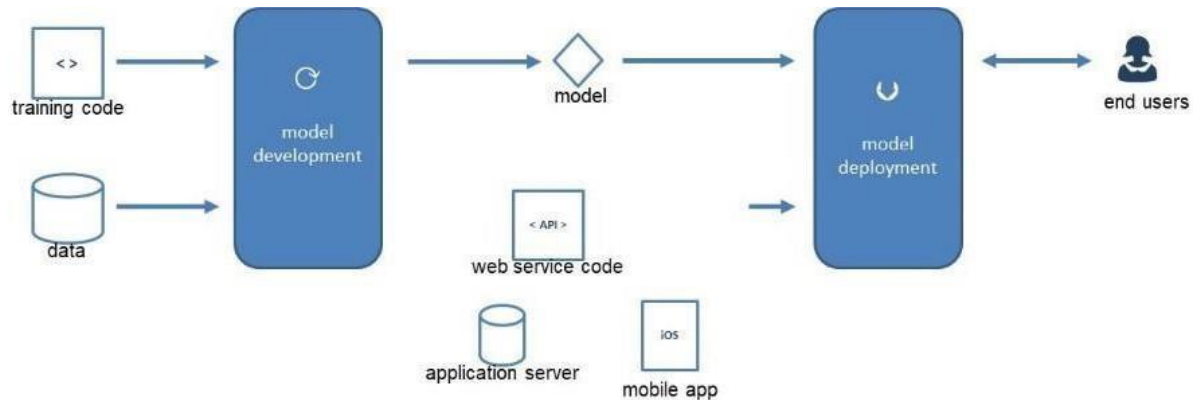 < >
training code
model
development
model
model
deployment
end users
data
< API >
web service code
application server
iOS
mobile app